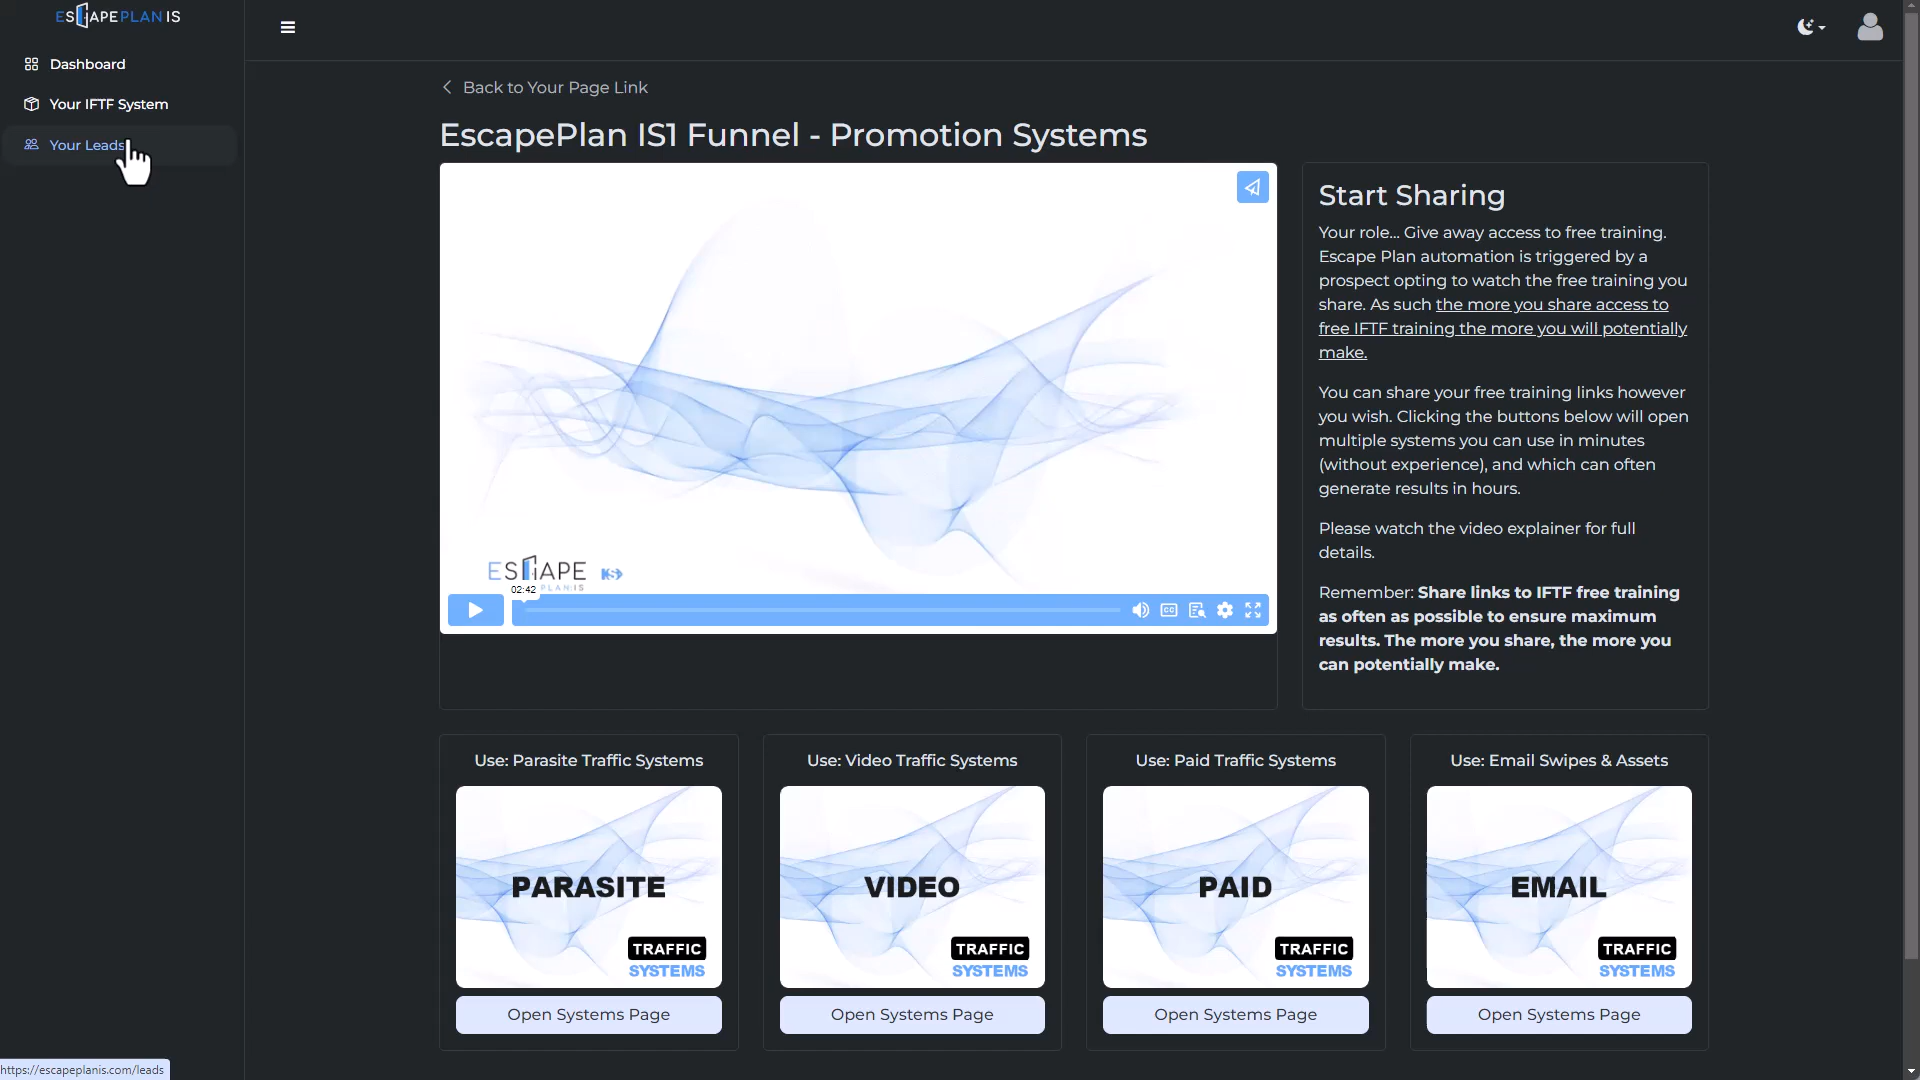 ESCAPEPLAN IS
Dashboard
Your IFTF System
Your Leads
Back to Your Page Link
EscapePlan IS1 Funnel - Promotion Systems
ESCAPE
PLAN:IS
02:42
CC
Start Sharing
Your role... Give away access to free training.
Escape Plan automation is triggered by a
prospect opting to watch the free training you
share. As such the more you share access to
free IFTF training the more you will potentially
make.
You can share your free training links however
you wish. Clicking the buttons below will open
multiple systems you can use in minutes
(without experience), and which can often
generate results in hours.
Please watch the video explainer for full
details.
Remember: Share links to IFTF free training
as often as possible to ensure maximum
results. The more you share, the more you
can potentially make.
Use: Parasite Traffic Systems
PARASITE
TRAFFIC
SYSTEMS
Open Systems Page
Use: Video Traffic Systems
VIDEO
TRAFFIC
SYSTEMS
Open Systems Page
Use: Paid Traffic Systems
PAID
TRAFFIC
SYSTEMS
Open Systems Page
Use: Email Swipes & Assets
EMAIL
TRAFFIC
SYSTEMS
Open Systems Page
https://escapeplanis.com/leads